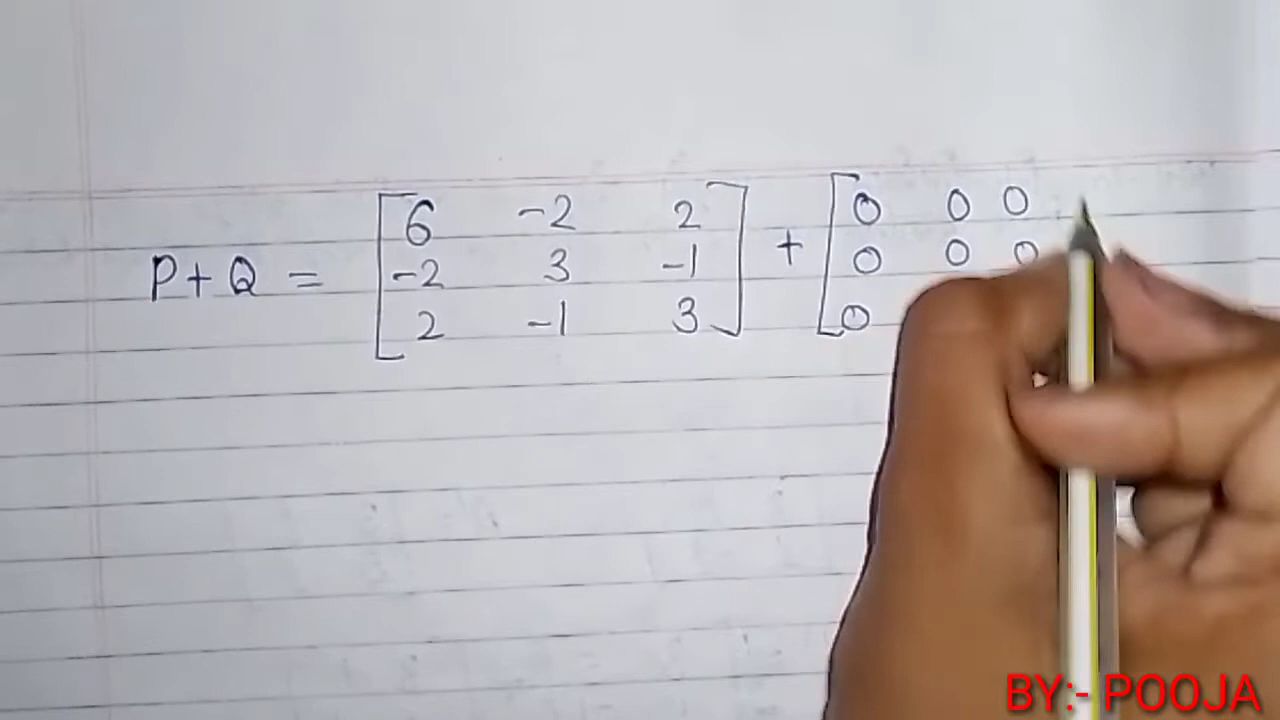 6 -2 2 0 0 0
P+Q = -2 3 -1 + 0 0 0
2 -1 3 0
BY:- POOJA